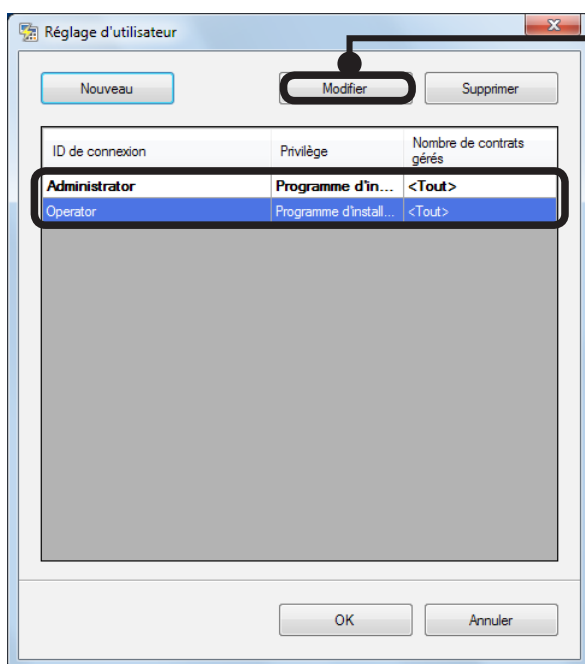 Réglage d'utilisateur
Nouveau Modifier Supprimer
ID de connexion Privilège Nombre de contrats
gérés
Administrator Programme d'in... <Tout>
Operator Programme d'install... <Tout>
OK Annuler